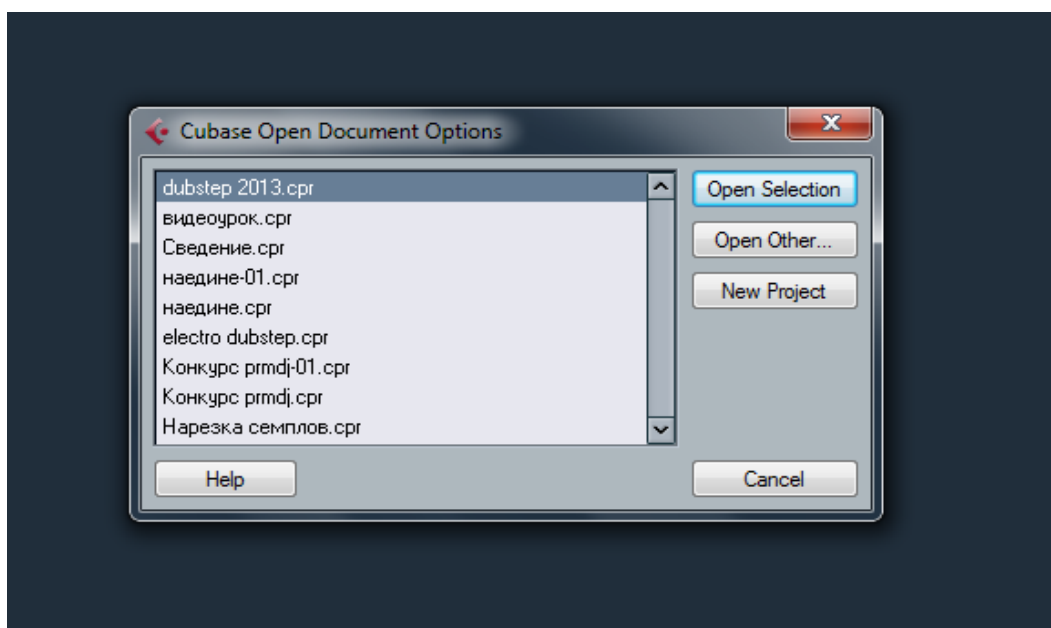 Cubase Open Document Options
dubstep 2013.cpr
видеоурок.cpr
Сведение.cpr
наедине-01.cpr
наедине.cpr
electro dubstep.cpr
Конкурс prmdj-01.cpr
Конкурс prmdj.cpr
Нарезка семплов.cpr
Open Selection
Open Other...
New Project
Help
Cancel